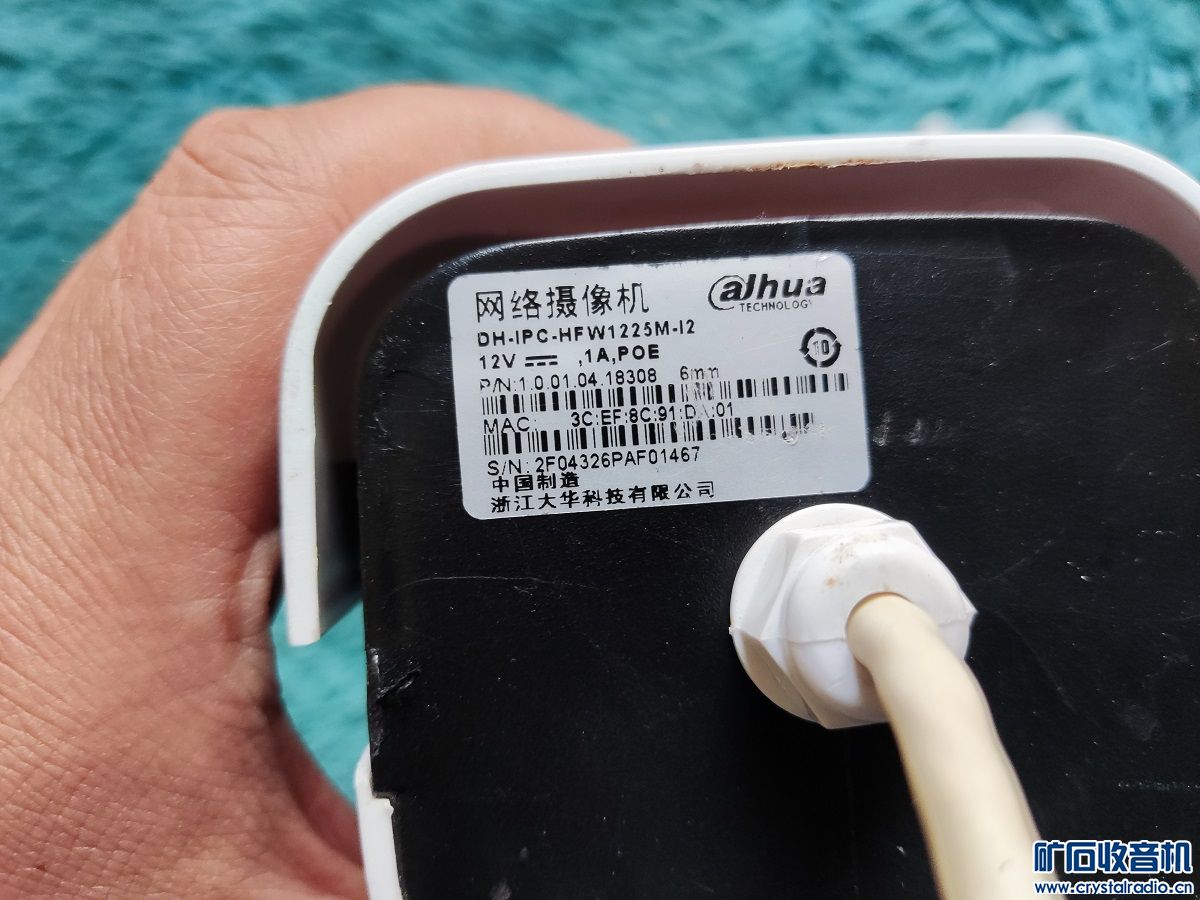 网络摄像机
alhua
TECHNOLOGY
DH-IPC-HFW1225M-I2
12V ⎓ ,1A,POE
10
P/N:1.0.01.04.18308 6mm
MAC: 3C:EF:8C:91:DA:01
S/N: 2F04326PAF01467
中国制造
浙江大华科技有限公司
矿石收音机
www.crystalradio.cn